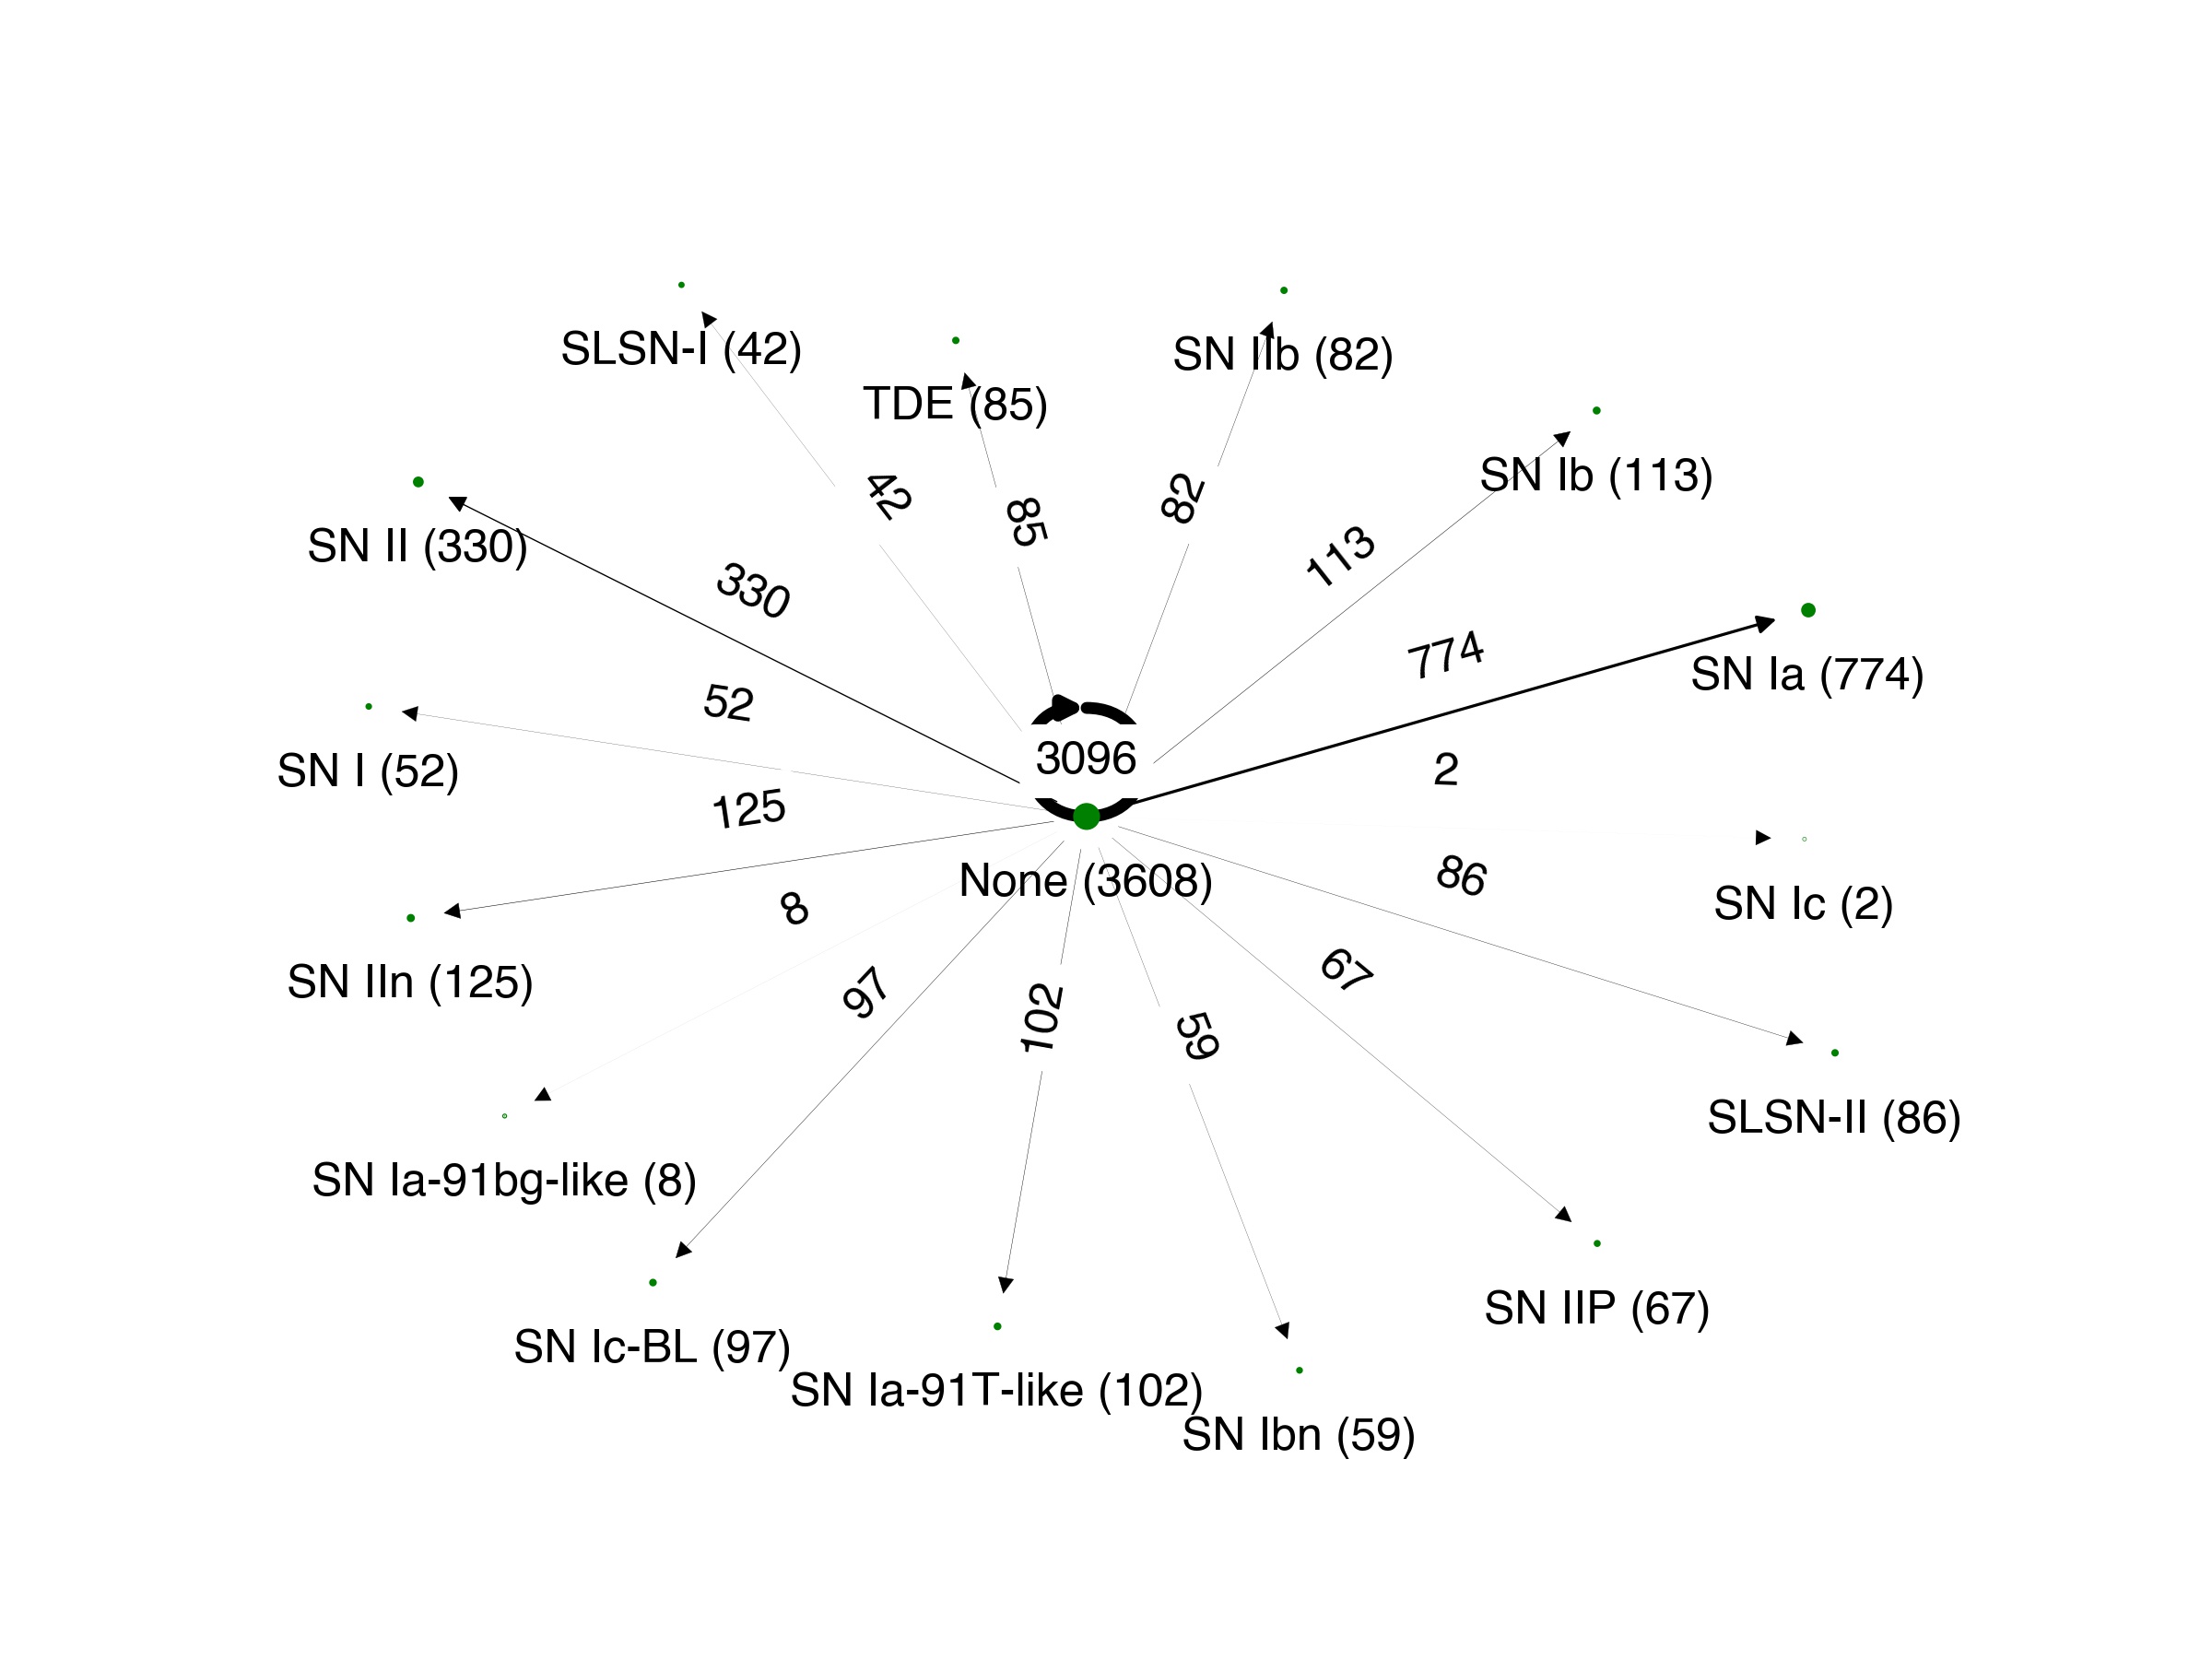 SLSN-I (42)
SN IIb (82)
TDE (85)
SN Ib (113)
42
85
82
SN II (330)
113
330
774
SN Ia (774)
52
3096
2
SN I (52)
125
None (3608)
86
SN Ic (2)
8
SN IIn (125)
97
67
102
59
SLSN-II (86)
SN Ia-91bg-like (8)
SN IIP (67)
SN Ic-BL (97)
SN Ia-91T-like (102)
SN Ibn (59)